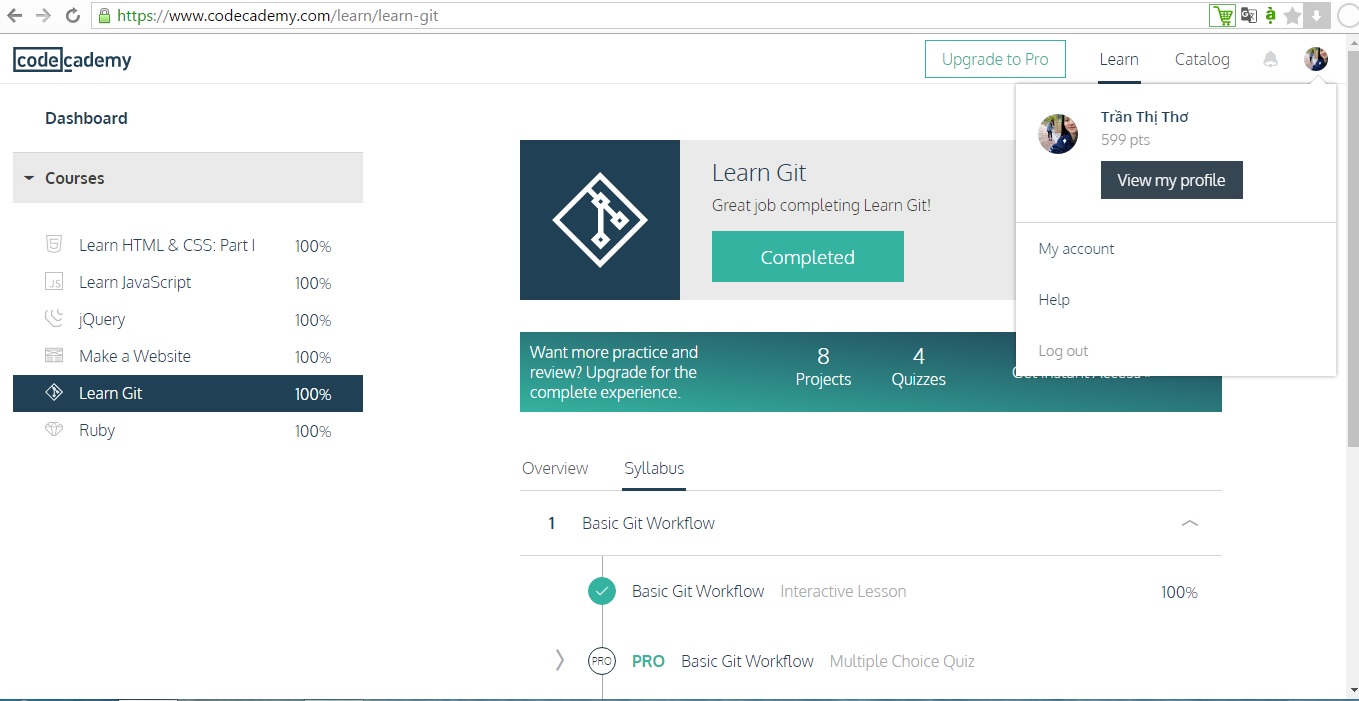 https://www.codecademy.com/learn/learn-git
codecademy
Upgrade to Pro
Learn
Catalog
Dashboard
Courses
Learn HTML & CSS: Part I 100%
Learn JavaScript 100%
jQuery 100%
Make a Website 100%
Learn Git 100%
Ruby 100%
Learn Git
Great job completing Learn Git!
Completed
Trần Thị Thơ
599 pts
View my profile
My account
Help
Log out
Want more practice and
review? Upgrade for the
complete experience.
8
Projects
4
Quizzes
Get Instant Access
Overview
Syllabus
1 Basic Git Workflow
Basic Git Workflow Interactive Lesson 100%
PRO PRO Basic Git Workflow Multiple Choice Quiz